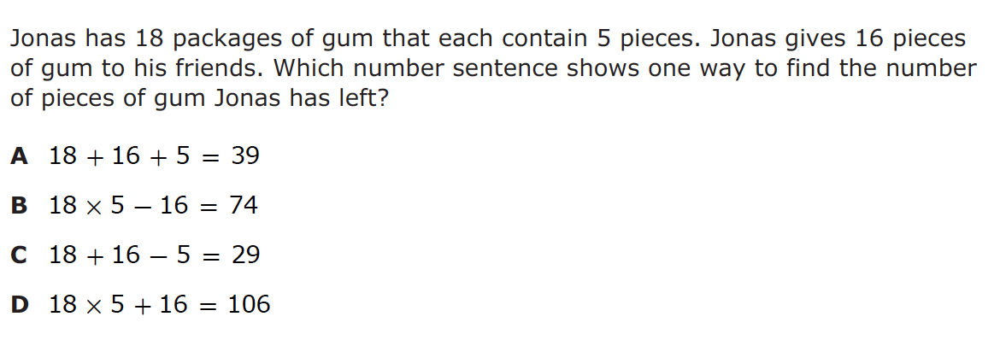 Jonas has 18 packages of gum that each contain 5 pieces. Jonas gives 16 pieces
of gum to his friends. Which number sentence shows one way to find the number
of pieces of gum Jonas has left?
A 18 + 16 + 5 = 39
B 18 × 5 – 16 = 74
C 18 + 16 – 5 = 29
D 18 × 5 + 16 = 106